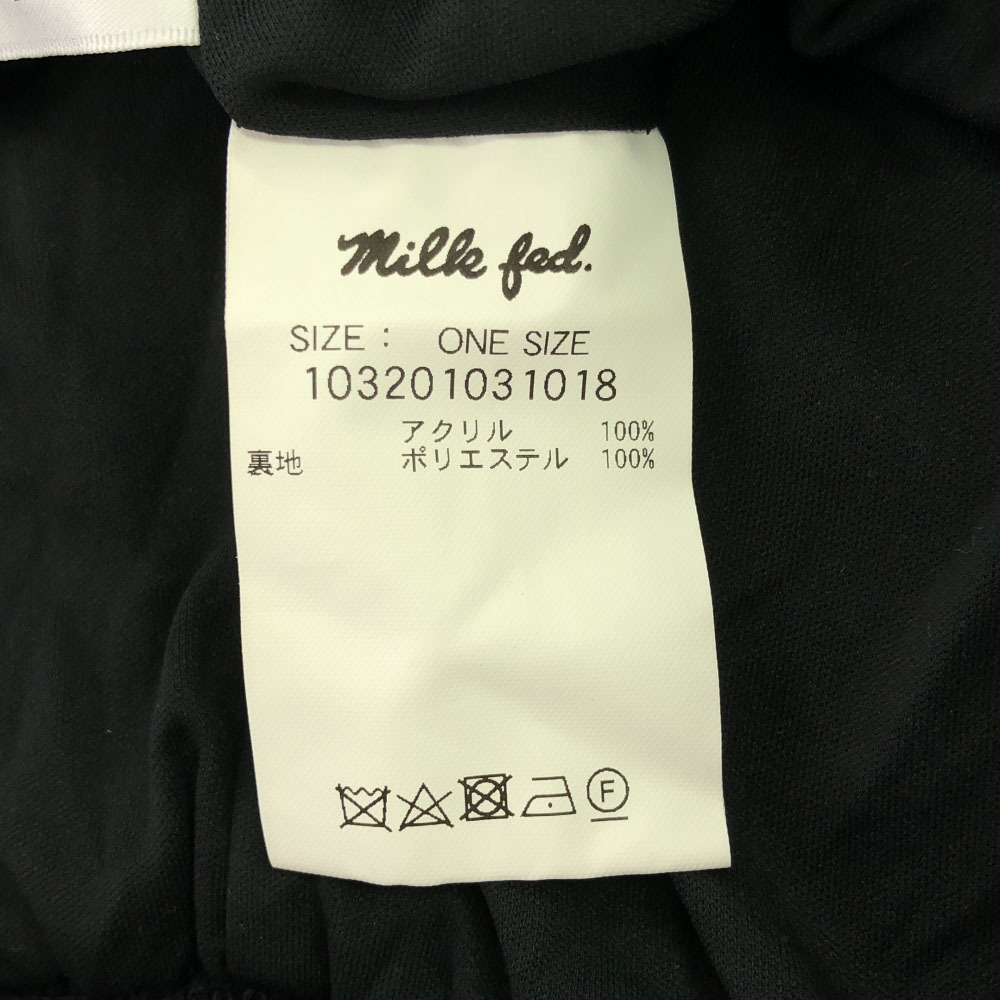 Milk fed.
SIZE : ONE SIZE
103201031018
アクリル 100%
裏地 ポリエステル 100%
F